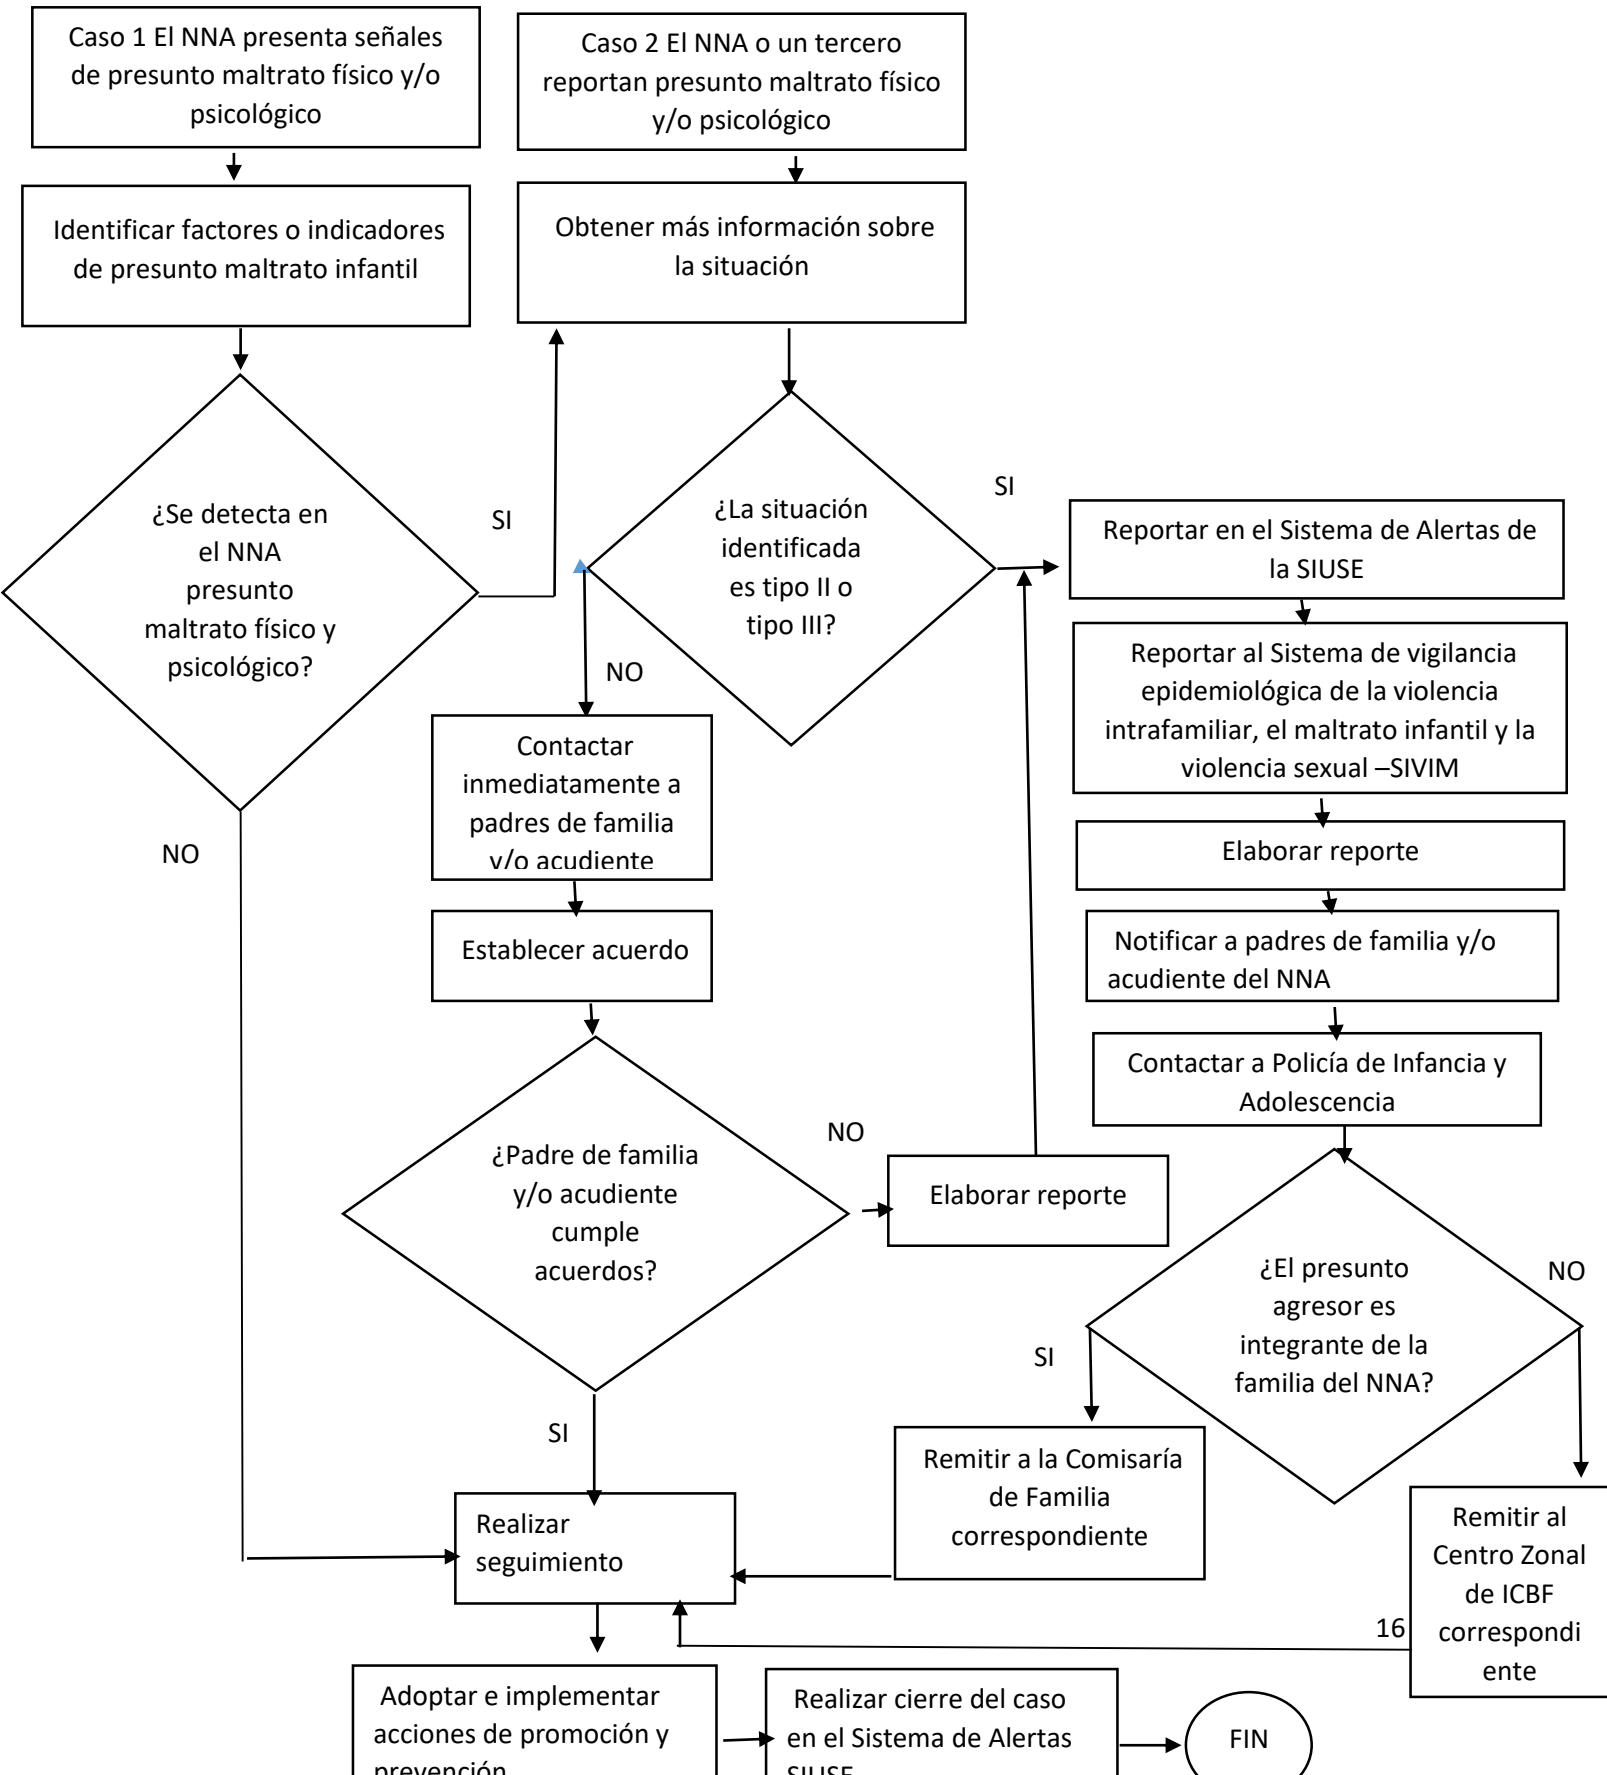 Caso 1 El NNA presenta señales
de presunto maltrato físico y/o
psicológico
Caso 2 El NNA o un tercero
reportan presunto maltrato físico
y/o psicológico
Identificar factores o indicadores
de presunto maltrato infantil
Obtener más información sobre
la situación
¿Se detecta en
el NNA
presunto
maltrato físico y
psicológico?
SI
NO
¿La situación
identificada
es tipo II o
tipo III?
SI
NO
Reportar en el Sistema de Alertas de
la SIUSE
Reportar al Sistema de vigilancia
epidemiológica de la violencia
intrafamiliar, el maltrato infantil y la
violencia sexual –SIVIM
Elaborar reporte
Notificar a padres de familia y/o
acudiente del NNA
Contactar a Policía de Infancia y
Adolescencia
Contactar
inmediatamente a
padres de familia
y/o acudiente
Establecer acuerdo
¿Padre de familia
y/o acudiente
cumple
acuerdos?
NO
Elaborar reporte
SI
¿El presunto
agresor es
integrante de la
familia del NNA?
SI
NO
Remitir a la Comisaría
de Familia
correspondiente
Remitir al
Centro Zonal
de ICBF
correspondi
ente
Realizar
seguimiento
16
Adoptar e implementar
acciones de promoción y
prevención
Realizar cierre del caso
en el Sistema de Alertas
SIUSE
FIN